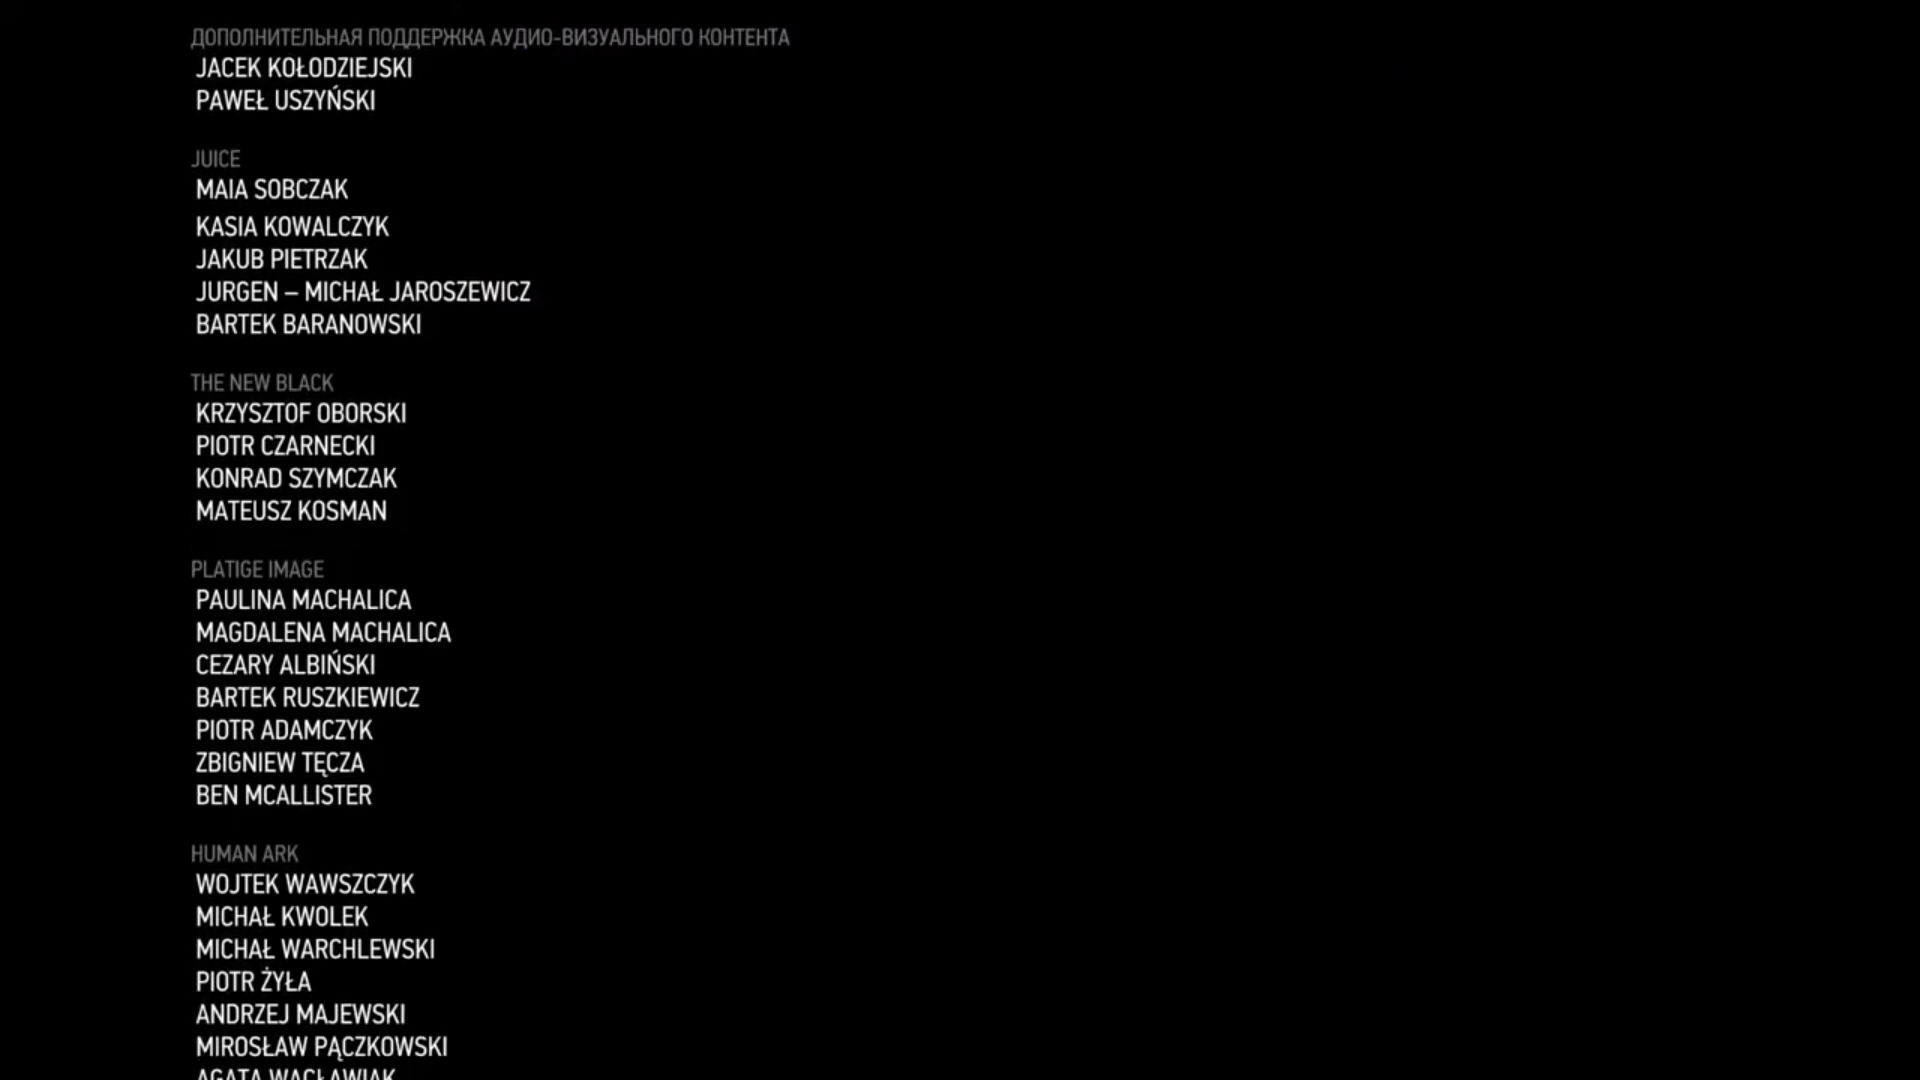 ДОПОЛНИТЕЛЬНАЯ ПОДДЕРЖКА АУДИО-ВИЗУАЛЬНОГО КОНТЕНТА
JACEK KOŁODZIEJSKI
PAWEŁ USZYŃSKI
JUICE
MAIA SOBCZAK
KASIA KOWALCZYK
JAKUB PIETRZAK
JURGEN – MICHAŁ JAROSZEWICZ
BARTEK BARANOWSKI
THE NEW BLACK
KRZYSZTOF OBORSKI
PIOTR CZARNECKI
KONRAD SZYMCZAK
MATEUSZ KOSMAN
PLATIGE IMAGE
PAULINA MACHALICA
MAGDALENA MACHALICA
CEZARY ALBIŃSKI
BARTEK RUSZKIEWICZ
PIOTR ADAMCZYK
ZBIGNIEW TĘCZA
BEN MCALLISTER
HUMAN ARK
WOJTEK WAWSZCZYK
MICHAŁ KWOLEK
MICHAŁ WARCHLEWSKI
PIOTR ŻYŁA
ANDRZEJ MAJEWSKI
MIROSŁAW PĄCZKOWSKI
AGATA WACŁAWIAK